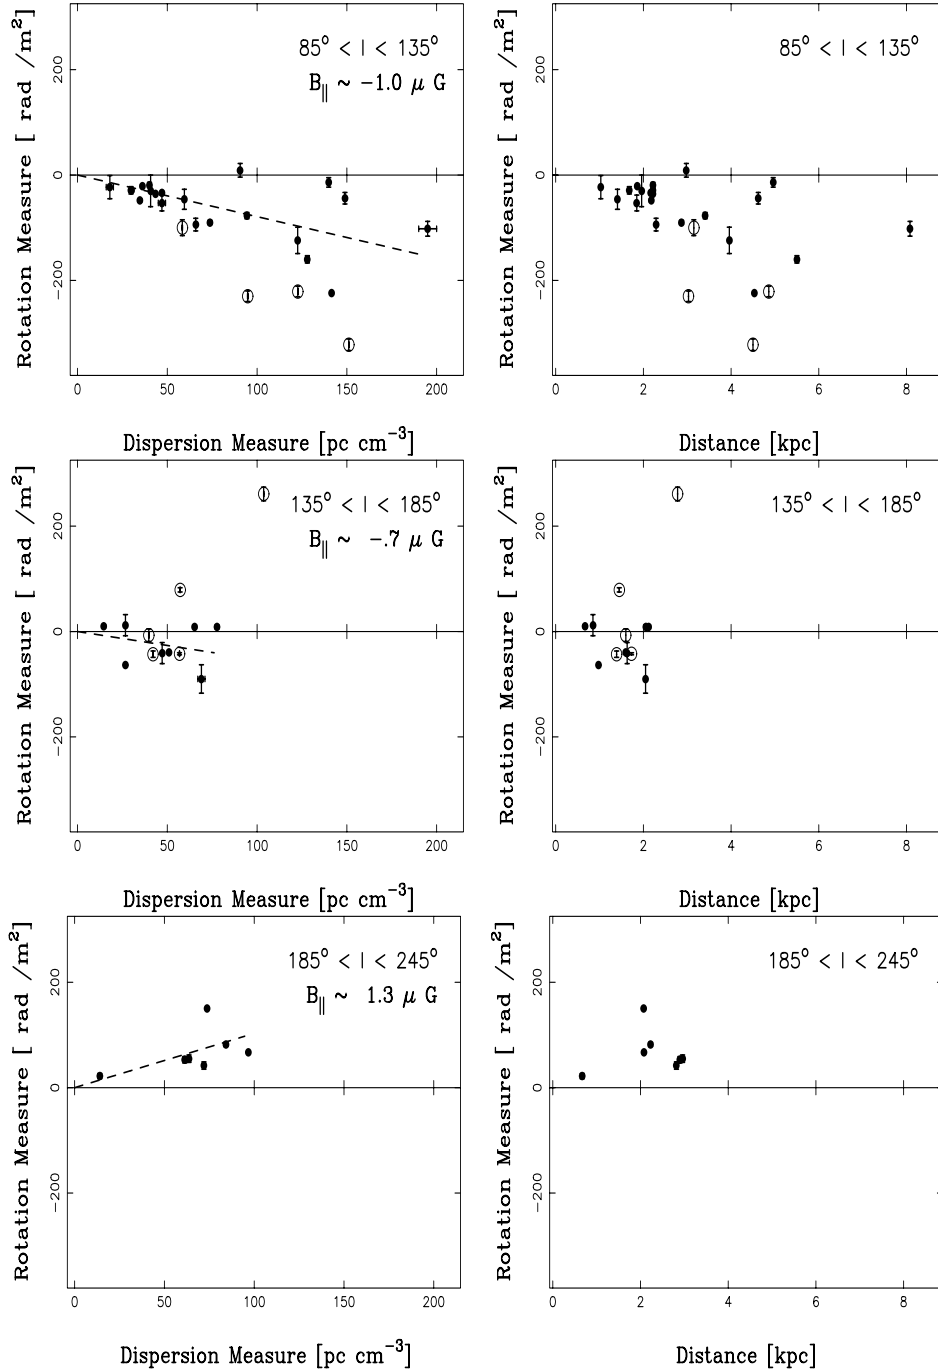 Rotation Measure [ rad /m²]
200
0
−200
85° < l < 135°
B∥ ~ −1.0 μ G
0 50 100 150 200
Dispersion Measure [pc cm⁻³]
Rotation Measure [ rad /m²]
200
0
−200
85° < l < 135°
0 2 4 6 8
Distance [kpc]
Rotation Measure [ rad /m²]
200
0
−200
135° < l < 185°
B∥ ~ −.7 μ G
0 50 100 150 200
Dispersion Measure [pc cm⁻³]
Rotation Measure [ rad /m²]
200
0
−200
135° < l < 185°
0 2 4 6 8
Distance [kpc]
Rotation Measure [ rad /m²]
200
0
−200
185° < l < 245°
B∥ ~ 1.3 μ G
0 50 100 150 200
Dispersion Measure [pc cm⁻³]
Rotation Measure [ rad /m²]
200
0
−200
185° < l < 245°
0 2 4 6 8
Distance [kpc]